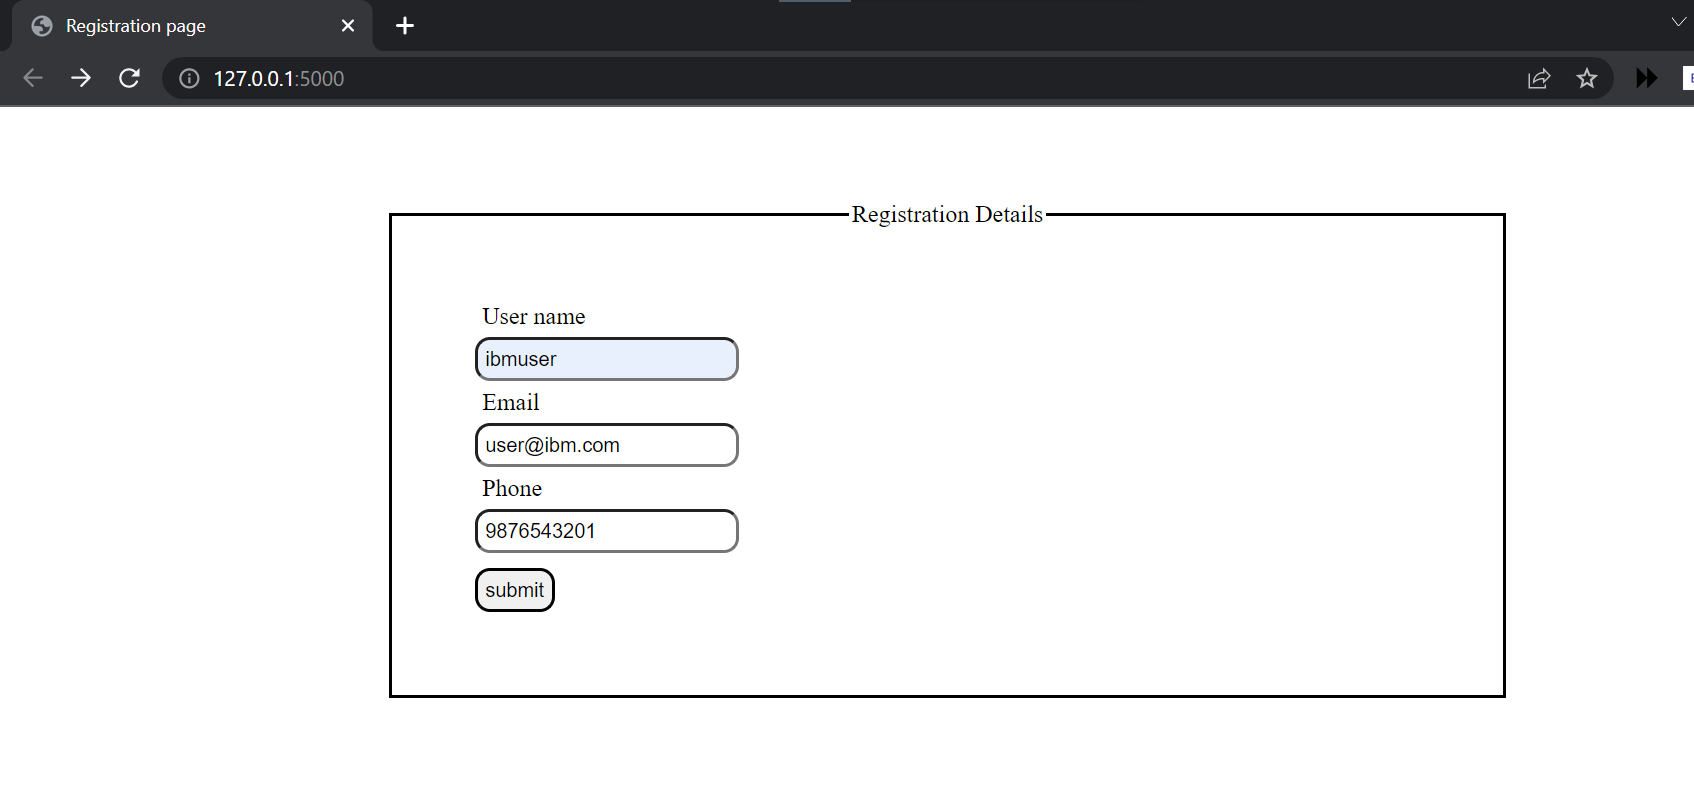 Registration page
127.0.0.1:5000
Registration Details
User name
ibmuser
Email
user@ibm.com
Phone
9876543201
submit